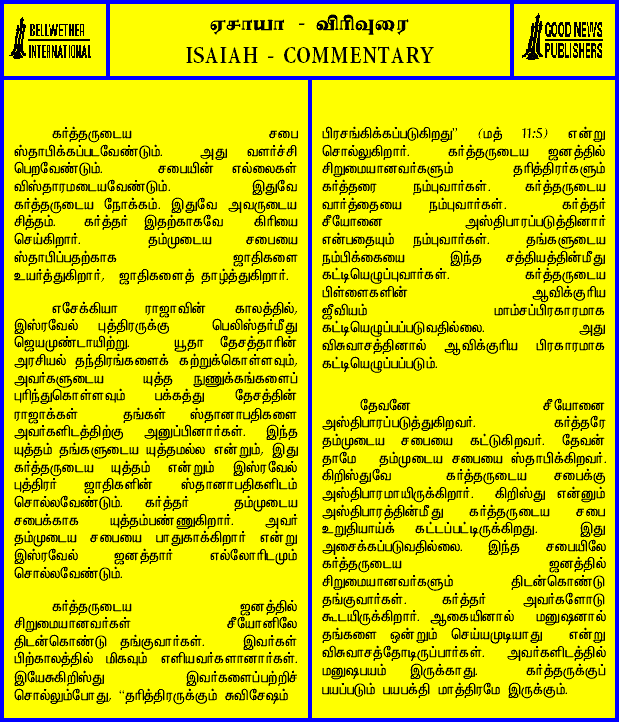 BELLWETHER
INTERNATIONAL
ஏசாயா - விரிவுரை
ISAIAH - COMMENTARY
GOOD NEWS
PUBLISHERS
கர்த்தருடைய சபை
ஸ்தாபிக்கப்படவேண்டும். அது வளர்ச்சி
பெறவேண்டும். சபையின் எல்லைகள்
விஸ்தாரமடையவேண்டும். இதுவே
கர்த்தருடைய நோக்கம். இதுவே அவருடைய
சித்தம். கர்த்தர் இதற்காகவே கிரியை
செய்கிறார். தம்முடைய சபையை
ஸ்தாபிப்பதற்காக ஜாதிகளை
உயர்த்துகிறார், ஜாதிகளைத் தாழ்த்துகிறார்.
எசேக்கியா ராஜாவின் காலத்தில்,
இஸ்ரவேல் புத்திரருக்கு பெலிஸ்தர்மீது
ஜெயமுண்டாயிற்று. யூதா தேசத்தாரின்
அரசியல் தந்திரங்களைக் கற்றுக்கொள்ளவும்,
அவர்களுடைய யுத்த நுணுக்கங்களைப்
புரிந்துகொள்ளவும் பக்கத்து தேசத்தின்
ராஜாக்கள் தங்கள் ஸ்தானாபதிகளை
அவர்களிடத்திற்கு அனுப்பினார்கள். இந்த
யுத்தம் தங்களுடைய யுத்தமல்ல என்றும், இது
கர்த்தருடைய யுத்தம் என்றும் இஸ்ரவேல்
புத்திரர் ஜாதிகளின் ஸ்தானாபதிகளிடம்
சொல்லவேண்டும். கர்த்தர் தம்முடைய
சபைக்காக யுத்தம்பண்ணுகிறார். அவர்
தம்முடைய சபையை பாதுகாக்கிறார் என்று
இஸ்ரவேல் ஜனத்தார் எல்லோரிடமும்
சொல்லவேண்டும்.
கர்த்தருடைய ஜனத்தில்
சிறுமையானவர்கள் சீயோனிலே
திடன்கொண்டு தங்குவார்கள். இவர்கள்
பிற்காலத்தில் மிகவும் எளியவர்களானார்கள்.
இயேசுகிறிஸ்து இவர்களைப்பற்றிச்
சொல்லும்போது, “தரித்திரருக்கும் சுவிசேஷம்
பிரசங்கிக்கப்படுகிறது” (மத் 11:5) என்று
சொல்லுகிறார். கர்த்தருடைய ஜனத்தில்
சிறுமையானவர்களும் தரித்திரர்களும்
கர்த்தரை நம்புவார்கள். கர்த்தருடைய
வார்த்தையை நம்புவார்கள். கர்த்தர்
சீயோனை அஸ்திபாரப்படுத்தினார்
என்பதையும் நம்புவார்கள். தங்களுடைய
நம்பிக்கையை இந்த சத்தியத்தின்மீது
கட்டியெழுப்புவார்கள். கர்த்தருடைய
பிள்ளைகளின் ஆவிக்குரிய
ஜீவியம் மாம்சப்பிரகாரமாக
கட்டியெழுப்பப்படுவதில்லை. அது
விசுவாசத்தினால் ஆவிக்குரிய பிரகாரமாக
கட்டியெழுப்பப்படும்.
தேவனே சீயோனை
அஸ்திபாரப்படுத்துகிறவர். கர்த்தரே
தம்முடைய சபையை கட்டுகிறவர். தேவன்
தாமே தம்முடைய சபையை ஸ்தாபிக்கிறவர்.
கிறிஸ்துவே கர்த்தருடைய சபைக்கு
அஸ்திபாரமாயிருக்கிறார். கிறிஸ்து என்னும்
அஸ்திபாரத்தின்மீது கர்த்தருடைய சபை
உறுதியாய்க் கட்டப்பட்டிருக்கிறது. இது
அசைக்கப்படுவதில்லை. இந்த சபையிலே
கர்த்தருடைய ஜனத்தில்
சிறுமையானவர்களும் திடன்கொண்டு
தங்குவார்கள். கர்த்தர் அவர்களோடு
கூடயிருக்கிறார். ஆகையினால் மனுஷனால்
தங்களை ஒன்றும் செய்யமுடியாது என்று
விசுவாசத்தோடிருப்பார்கள். அவர்களிடத்தில்
மனுஷபயம் இருக்காது. கர்த்தருக்குப்
பயப்படும் பயபக்தி மாத்திரமே இருக்கும்.